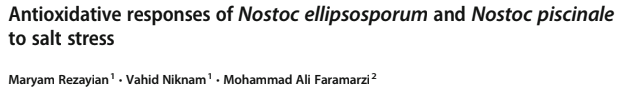 Antioxidative responses of Nostoc ellipsosporum and Nostoc piscinale
to salt stress
Maryam Rezayian1 · Vahid Niknam1 · Mohammad Ali Faramarzi2